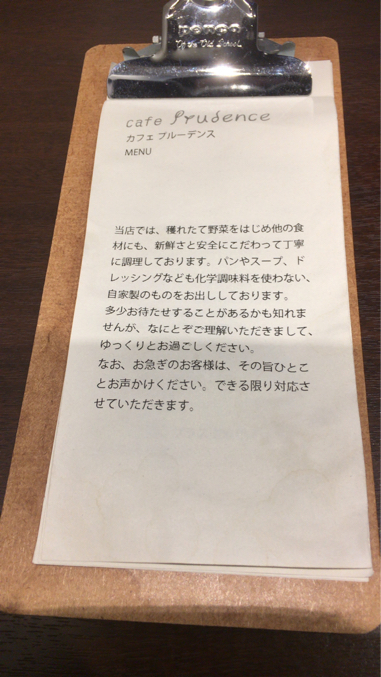 PENCO
cafe Prudence
カフェ プルーデンス
MENU
当店では、穫れたて野菜をはじめ他の食
材にも、新鮮さと安全にこだわって丁寧
に調理しております。パンやスープ、ド
レッシングなども化学調味料を使わない、
自家製のものをお出ししております。
多少お待たせすることがあるかも知れま
せんが、なにとぞご理解いただきまして、
ゆっくりとお過ごしください。
なお、お急ぎのお客様は、その旨ひとこ
とお声かけください。できる限り対応さ
せていただきます。